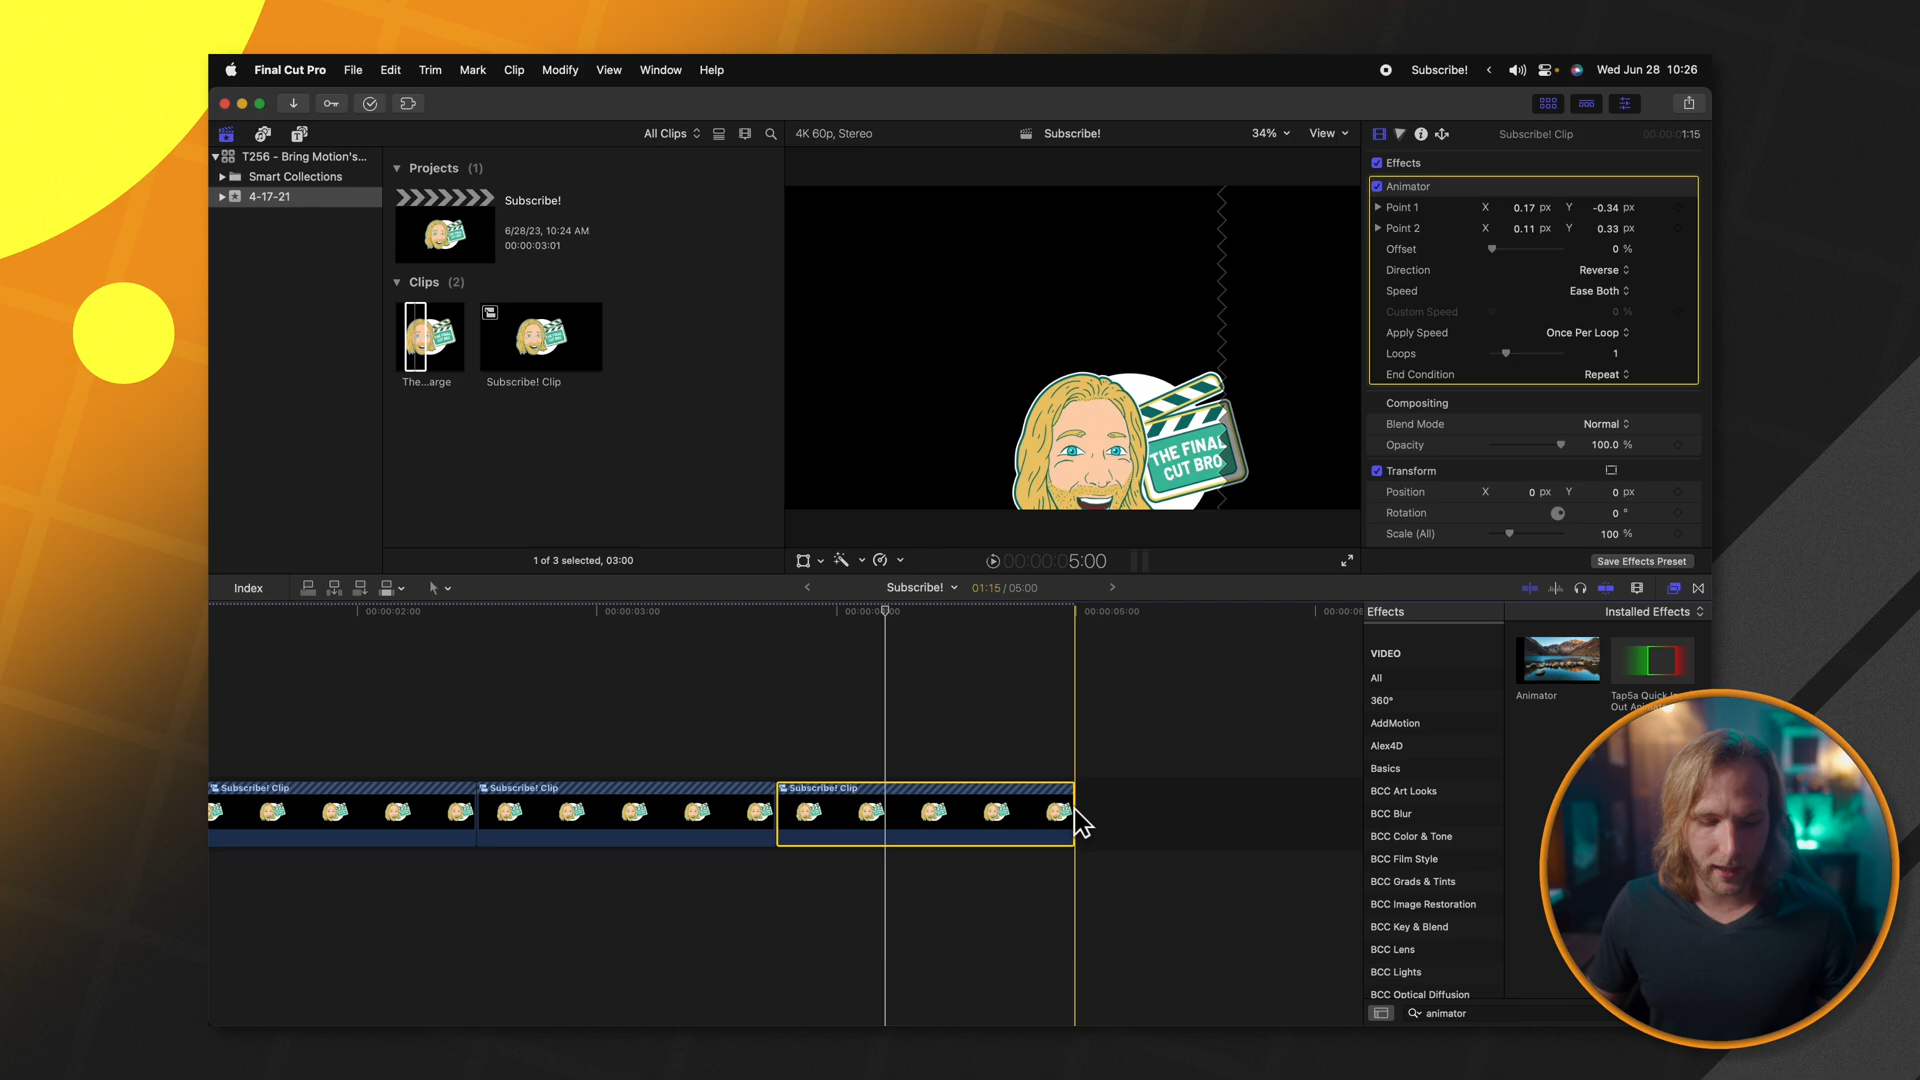 Final Cut Pro File Edit Trim Mark Clip Modify View Window Help
Subscribe! Wed Jun 28 10:26
All Clips
4K 60p, Stereo
Subscribe!
34%
View
Subscribe! Clip
00:00:01:15
T256 - Bring Motion's...
Smart Collections
4-17-21
Projects (1)
Subscribe!
6/28/23, 10:24 AM
00:00:03:01
Clips (2)
The...arge
Subscribe! Clip
1 of 3 selected, 03:00
THE FINAL
CUT BRO
00:00:05:00
Effects
Animator
Point 1 X 0.17 px Y -0.34 px
Point 2 X 0.11 px Y 0.33 px
Offset 0 %
Direction Reverse
Speed Ease Both
Custom Speed 0 %
Apply Speed Once Per Loop
Loops 1
End Condition Repeat
Compositing
Blend Mode Normal
Opacity 100.0 %
Transform
Position X 0 px Y 0 px
Rotation 0 °
Scale (All) 100 %
Save Effects Preset
Index
Subscribe! 01:15 / 05:00
00:00:02:00
00:00:03:00
00:00:05:00
Subscribe! Clip
Subscribe! Clip
Subscribe! Clip
Effects
Installed Effects
VIDEO
All
360°
AddMotion
Alex4D
Basics
BCC Art Looks
BCC Blur
BCC Color & Tone
BCC Film Style
BCC Grads & Tints
BCC Image Restoration
BCC Key & Blend
BCC Lens
BCC Lights
BCC Optical Diffusion
Animator
Tap5a Quick
Out
animator